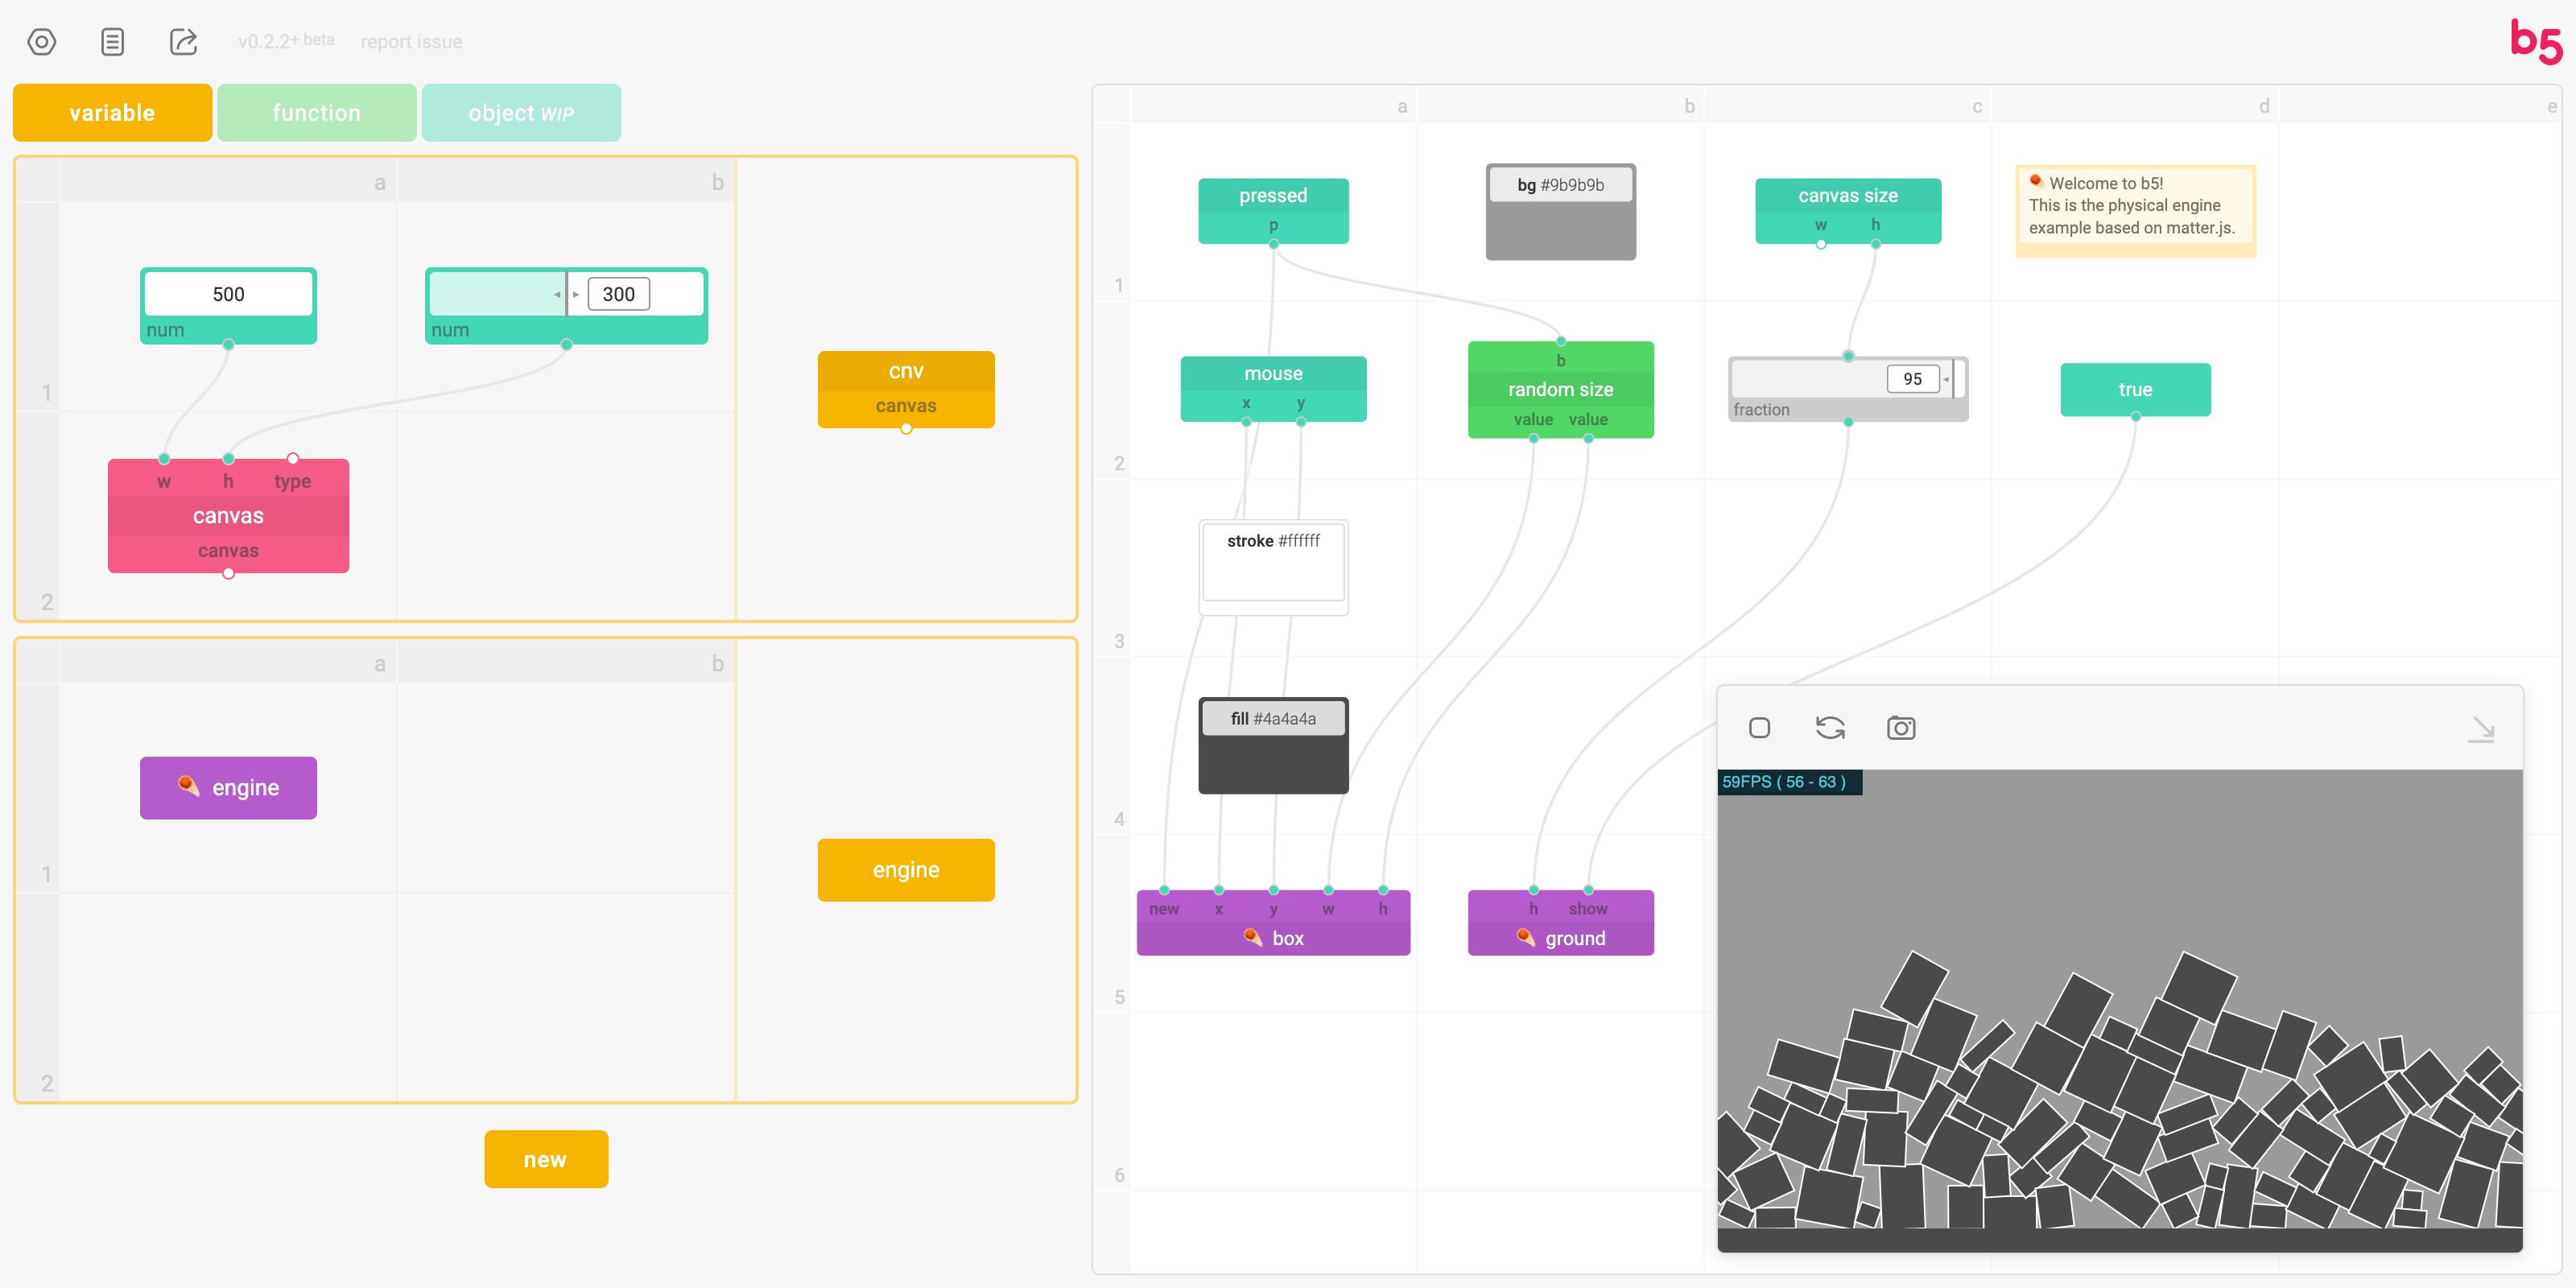 v0.2.2+ beta report issue
b5
variable function object WIP
a b
500
num
300
num
1
w h type
canvas
canvas
2
cnv
canvas
a b
engine
1
2
engine
new
a b c d e
pressed
p
bg #9b9b9b
canvas size
w h
Welcome to b5!
This is the physical engine
example based on matter.js.
1
mouse
x y
b
random size
value value
95
fraction
true
2
stroke #ffffff
3
fill #4a4a4a
4
new x y w h
box
h show
ground
5
6
59FPS ( 56 - 63 )